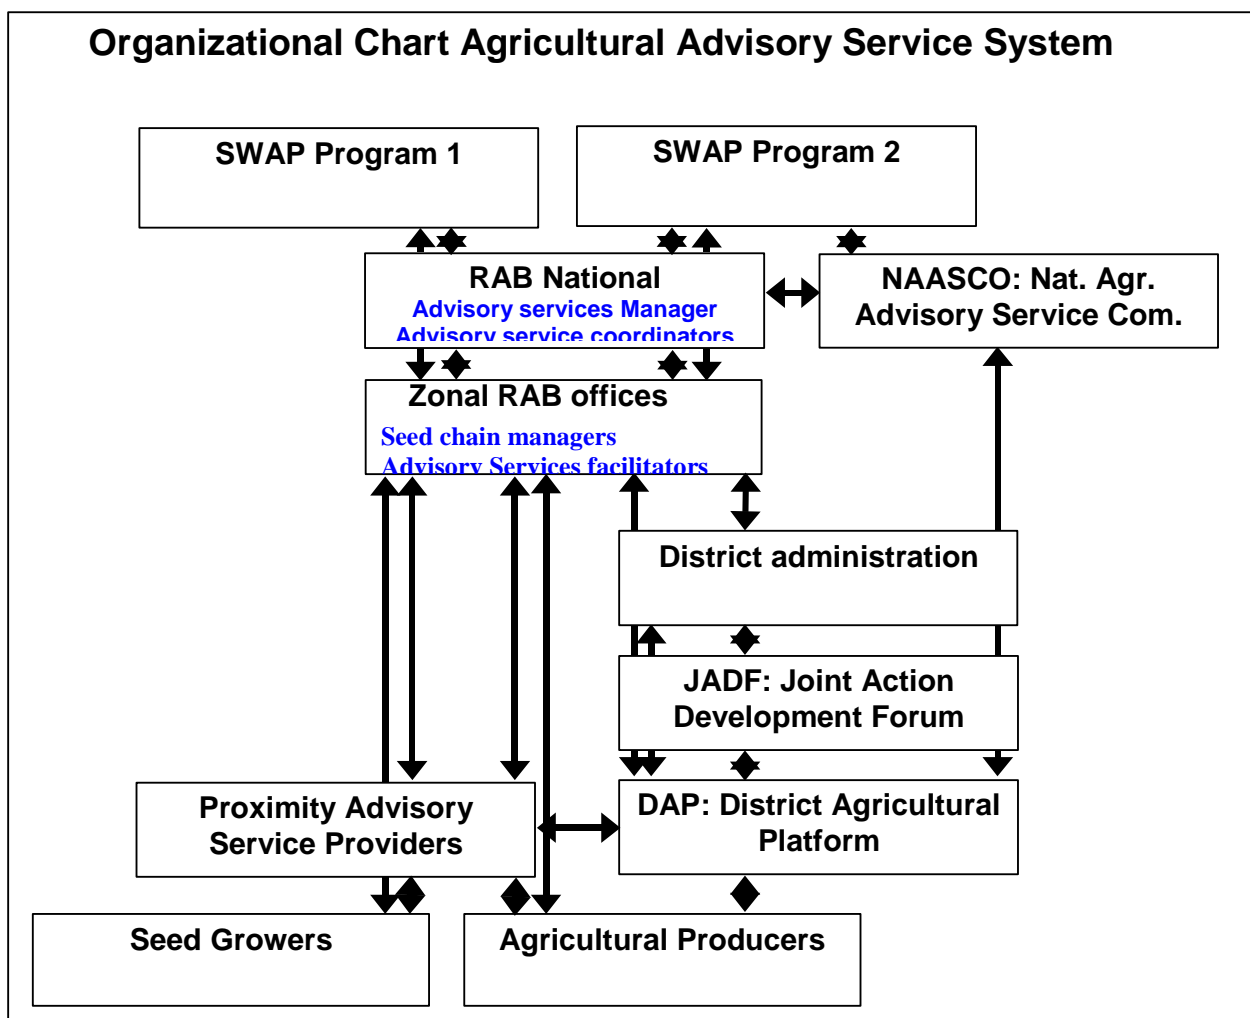 Organizational Chart Agricultural Advisory Service System
SWAP Program 1
SWAP Program 2
RAB National
Advisory services Manager
Advisory service coordinators
NAASCO: Nat. Agr.
Advisory Service Com.
Zonal RAB offices
Seed chain managers
Advisory Services facilitators
District administration
JADF: Joint Action
Development Forum
Proximity Advisory
Service Providers
DAP: District Agricultural
Platform
Seed Growers
Agricultural Producers